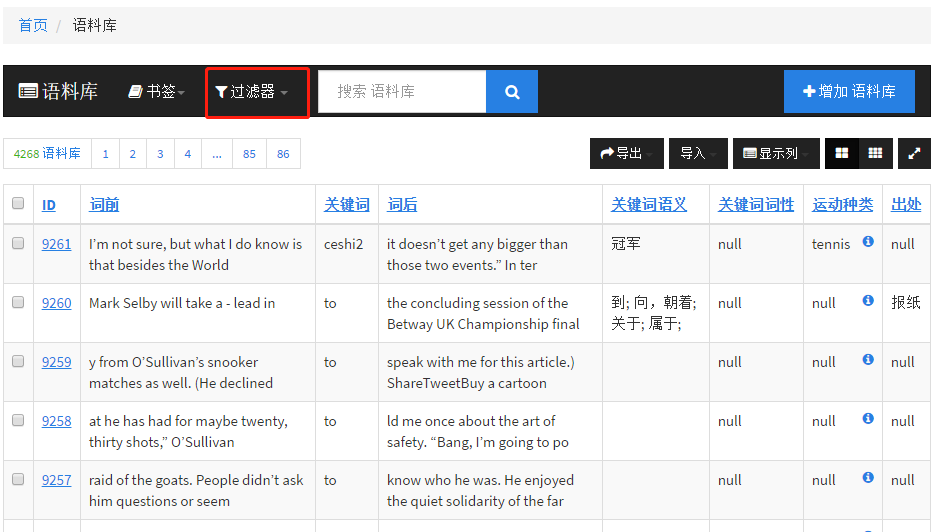 首页 / 语料库
语料库 书签 过滤器 搜索 语料库 增加 语料库
4268 语料库 1 2 3 4 ... 85 86 导出 导入 显示列
ID 词前 关键词 词后 关键词语义 关键词词性 运动种类 出处
9261 I'm not sure, but what I do know is ceshi2 it doesn't get any bigger than 冠军 null tennis null
that besides the World those two events.” In ter
9260 Mark Selby will take a - lead in to the concluding session of the 到; 向，朝着; null null 报纸
Betway UK Championship final 关于; 属于;
9259 y from O'Sullivan's snooker to speak with me for this article.) null null null
matches as well. (He declined ShareTweetBuy a cartoon
9258 at he has had for maybe twenty, to ld me once about the art of null null null
thirty shots,” O'Sullivan safety. “Bang, I'm going to po
9257 raid of the goats. People didn't ask to know who he was. He enjoyed null null null
him questions or seem the quiet solidarity of the far